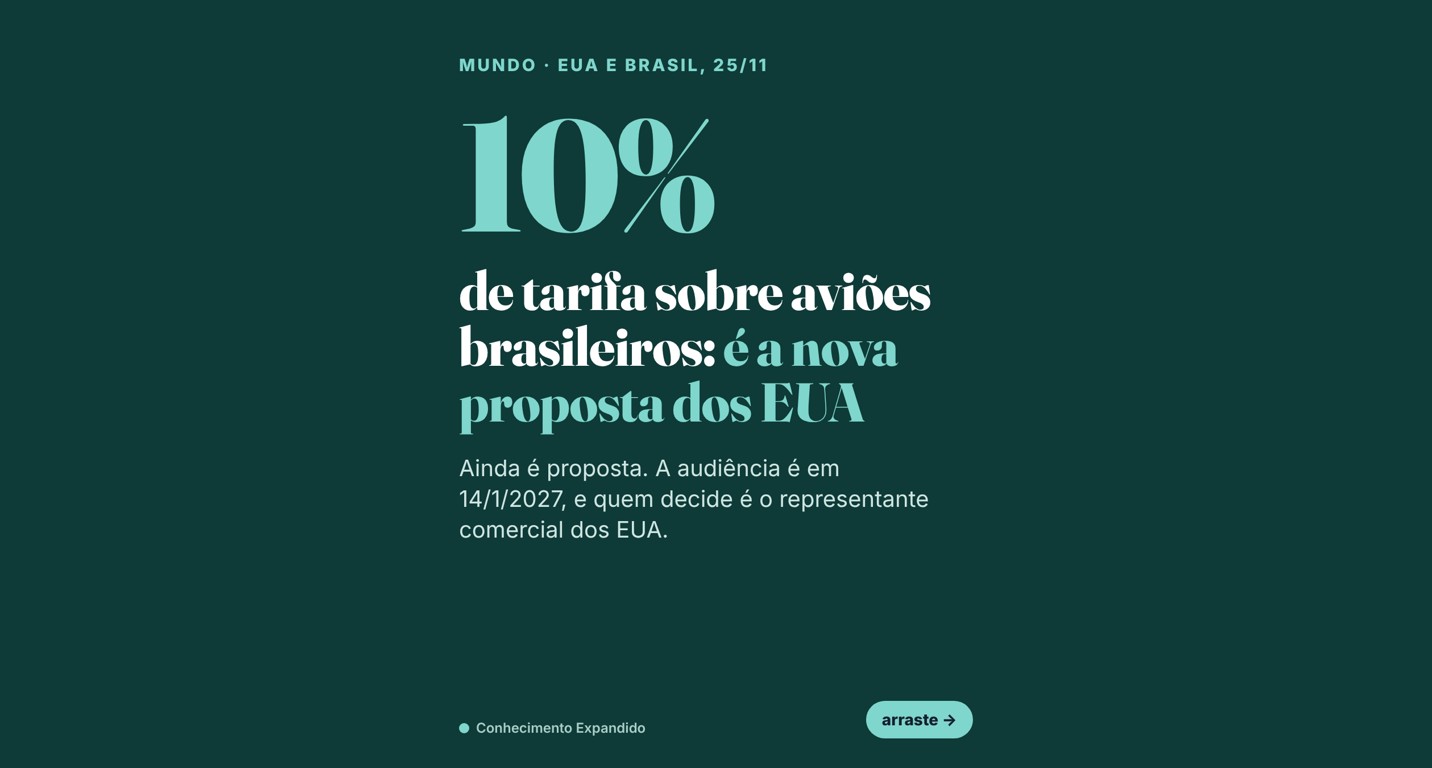 MUNDO · EUA E BRASIL, 25/11
10%
de tarifa sobre aviões
brasileiros: é a nova
proposta dos EUA
Ainda é proposta. A audiência é em
14/1/2027, e quem decide é o representante
comercial dos EUA.
Conhecimento Expandido
arraste →